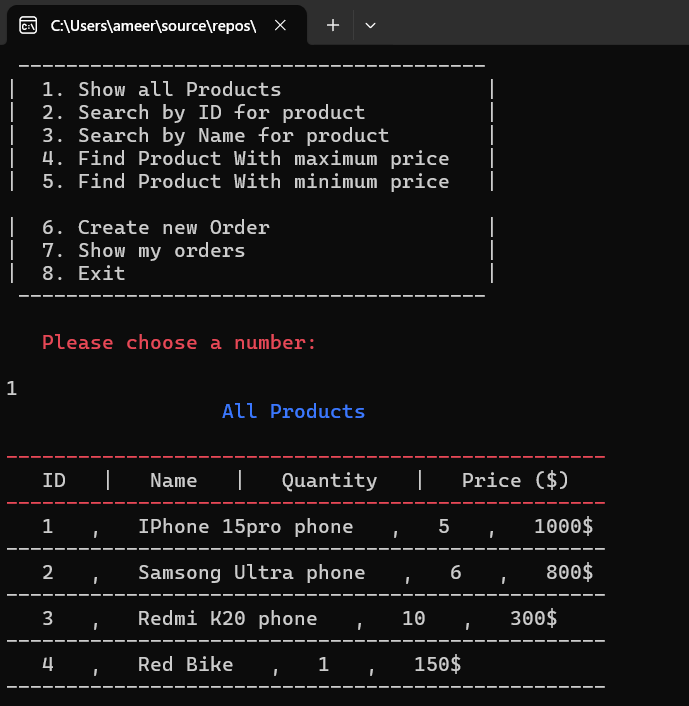 C:\Users\ameer\source\repos\
---------------------------------------
|  1. Show all Products                 |
|  2. Search by ID for product          |
|  3. Search by Name for product        |
|  4. Find Product With maximum price   |
|  5. Find Product With minimum price   |
|  6. Create new Order                  |
|  7. Show my orders                    |
|  8. Exit                              |
---------------------------------------
Please choose a number:
1
All Products
--------------------------------------------------
ID   |   Name   |   Quantity   |   Price ($)
--------------------------------------------------
1   ,   IPhone 15pro phone   ,   5   ,   1000$
--------------------------------------------------
2   ,   Samsong Ultra phone   ,   6   ,   800$
--------------------------------------------------
3   ,   Redmi K20 phone   ,   10   ,   300$
--------------------------------------------------
4   ,   Red Bike   ,   1   ,   150$
--------------------------------------------------